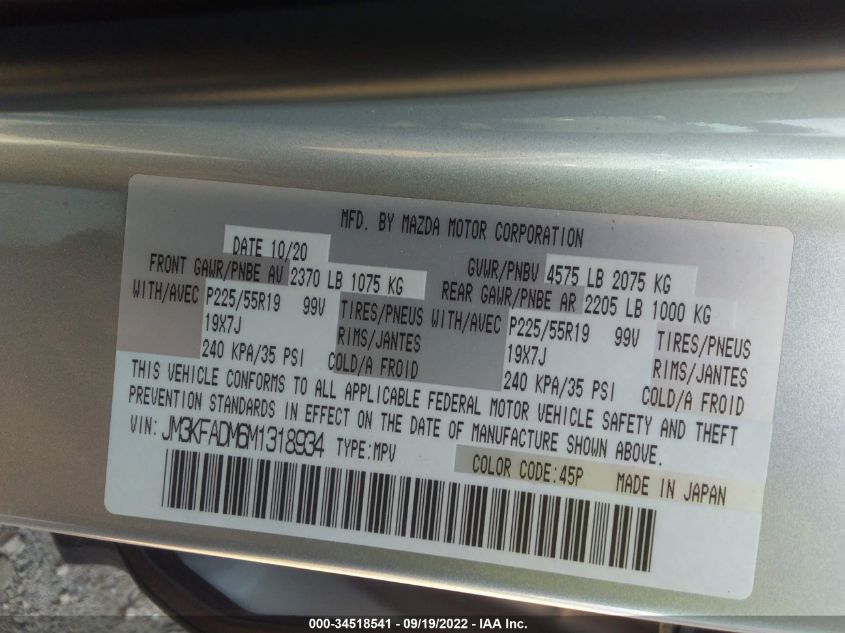 MFD. BY MAZDA MOTOR CORPORATION
DATE 10/20
GVWR/PNBV 4575 LB 2075 KG
FRONT GAWR/PNBE AV 2370 LB 1075 KG
REAR GAWR/PNBE AR 2205 LB 1000 KG
WITH/AVEC P225/55R19 99V TIRES/PNEUS
19X7J RIMS/JANTES
240 KPA/35 PSI COLD/A FROID
WITH/AVEC P225/55R19 99V TIRES/PNEUS
19X7J RIMS/JANTES
240 KPA/35 PSI COLD/A FROID
THIS VEHICLE CONFORMS TO ALL APPLICABLE FEDERAL MOTOR VEHICLE SAFETY AND THEFT
PREVENTION STANDARDS IN EFFECT ON THE DATE OF MANUFACTURE SHOWN ABOVE.
VIN: JM3KFADM6M1318934 TYPE:MPV
COLOR CODE:45P MADE IN JAPAN
000-34518541 - 09/19/2022 - IAA Inc.